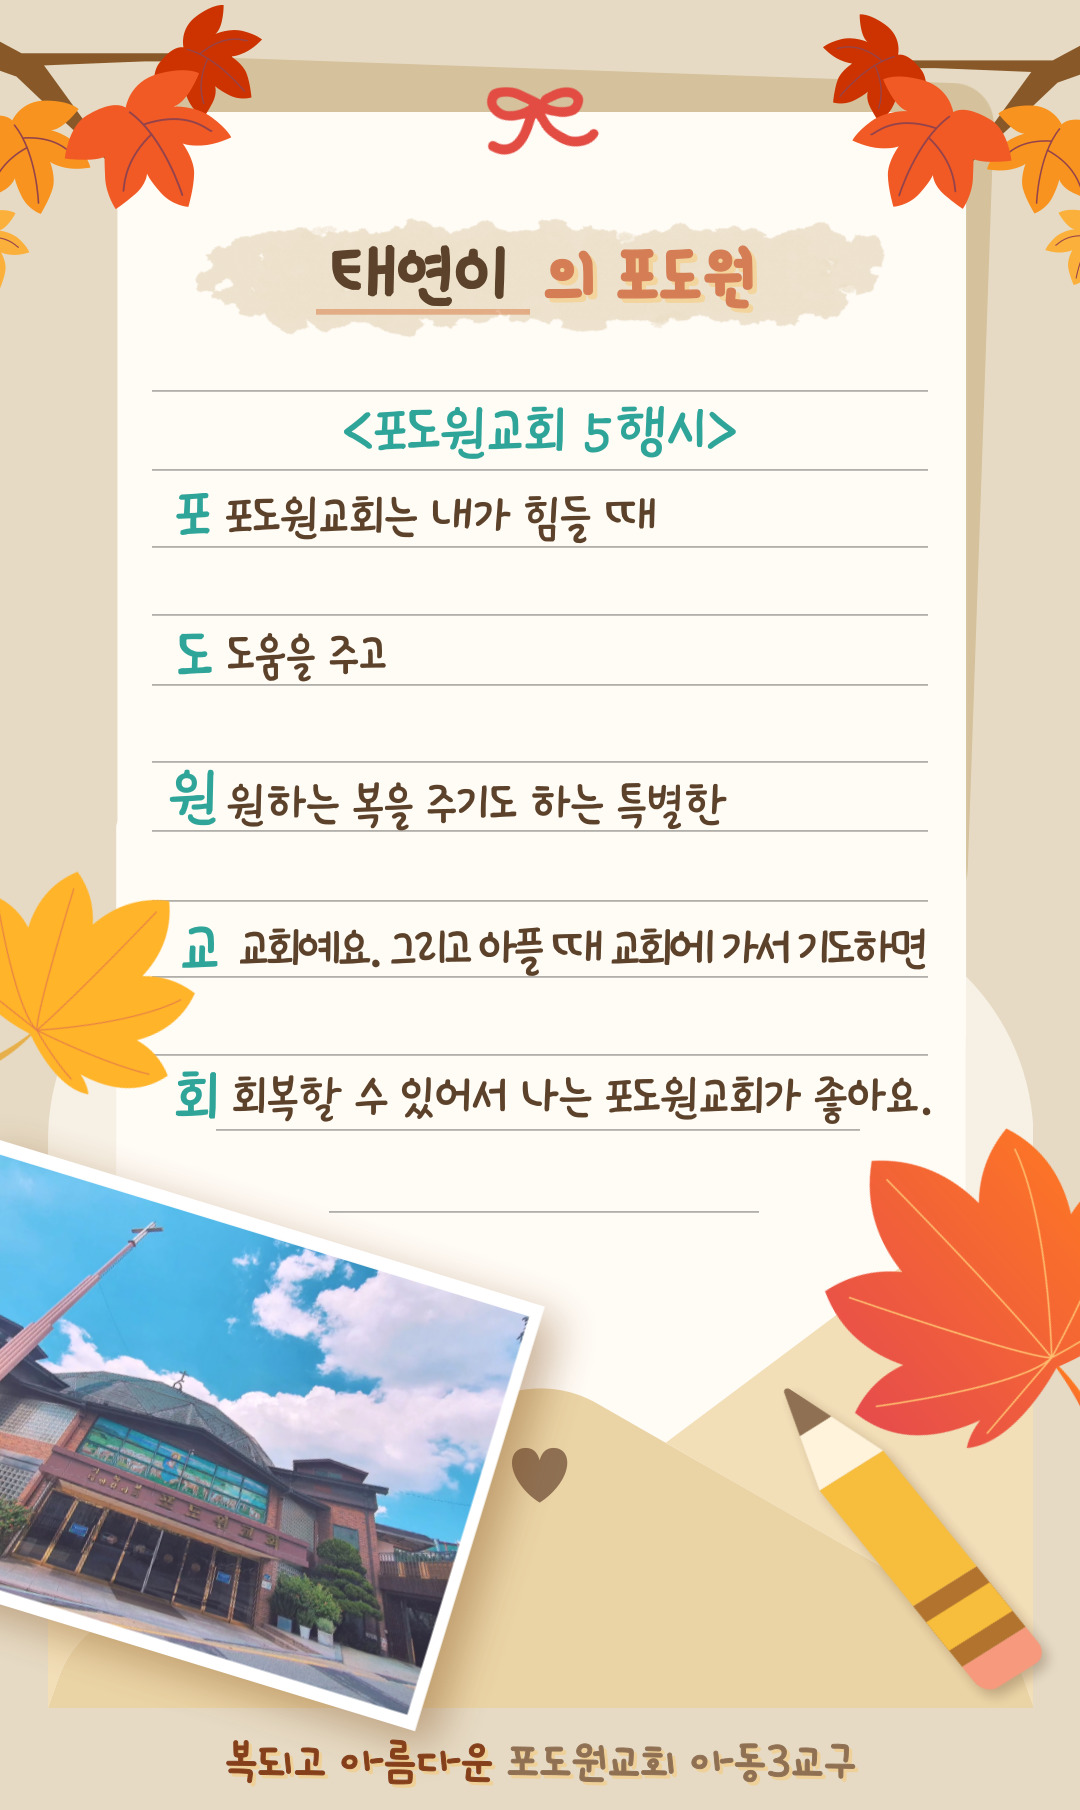 태연이 의 포도원
<포도원교회 5행시>
포 포도원교회는 내가 힘들 때
도 도움을 주고
원 원하는 복을 주기도 하는 특별한
교 교회예요. 그리고 아플 때 교회에 가서 기도하면
회 회복할 수 있어서 나는 포도원교회가 좋아요.
포도원교회
복되고 아름다운 포도원교회 아동3교구